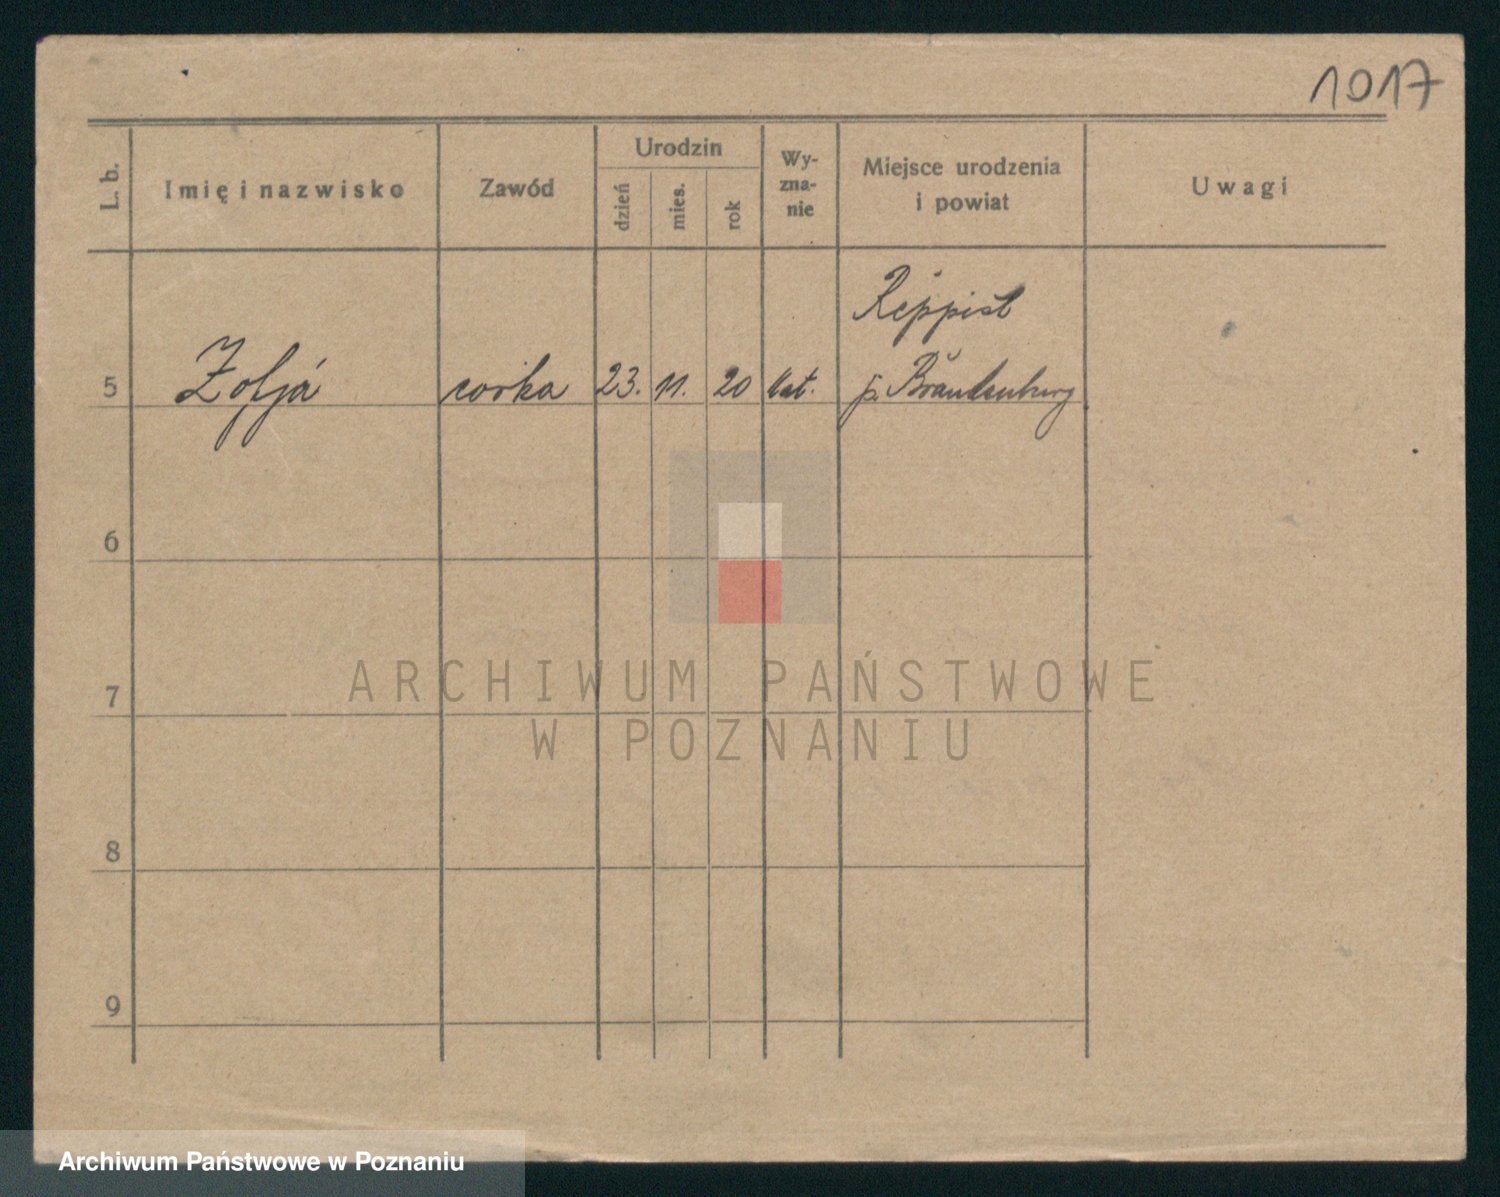 1017
L. b.
Imię i nazwisko
Zawód
Urodzin
dzień
mies.
rok
Wy-
zna-
nie
Miejsce urodzenia
i powiat
Uwagi
Reppist
5 Zofja corka 23. 11. 20 kat. p. Brandenburg
6
7
8
9
ARCHIWUM PAŃSTWOWE
W POZNANIU
Archiwum Państwowe w Poznaniu